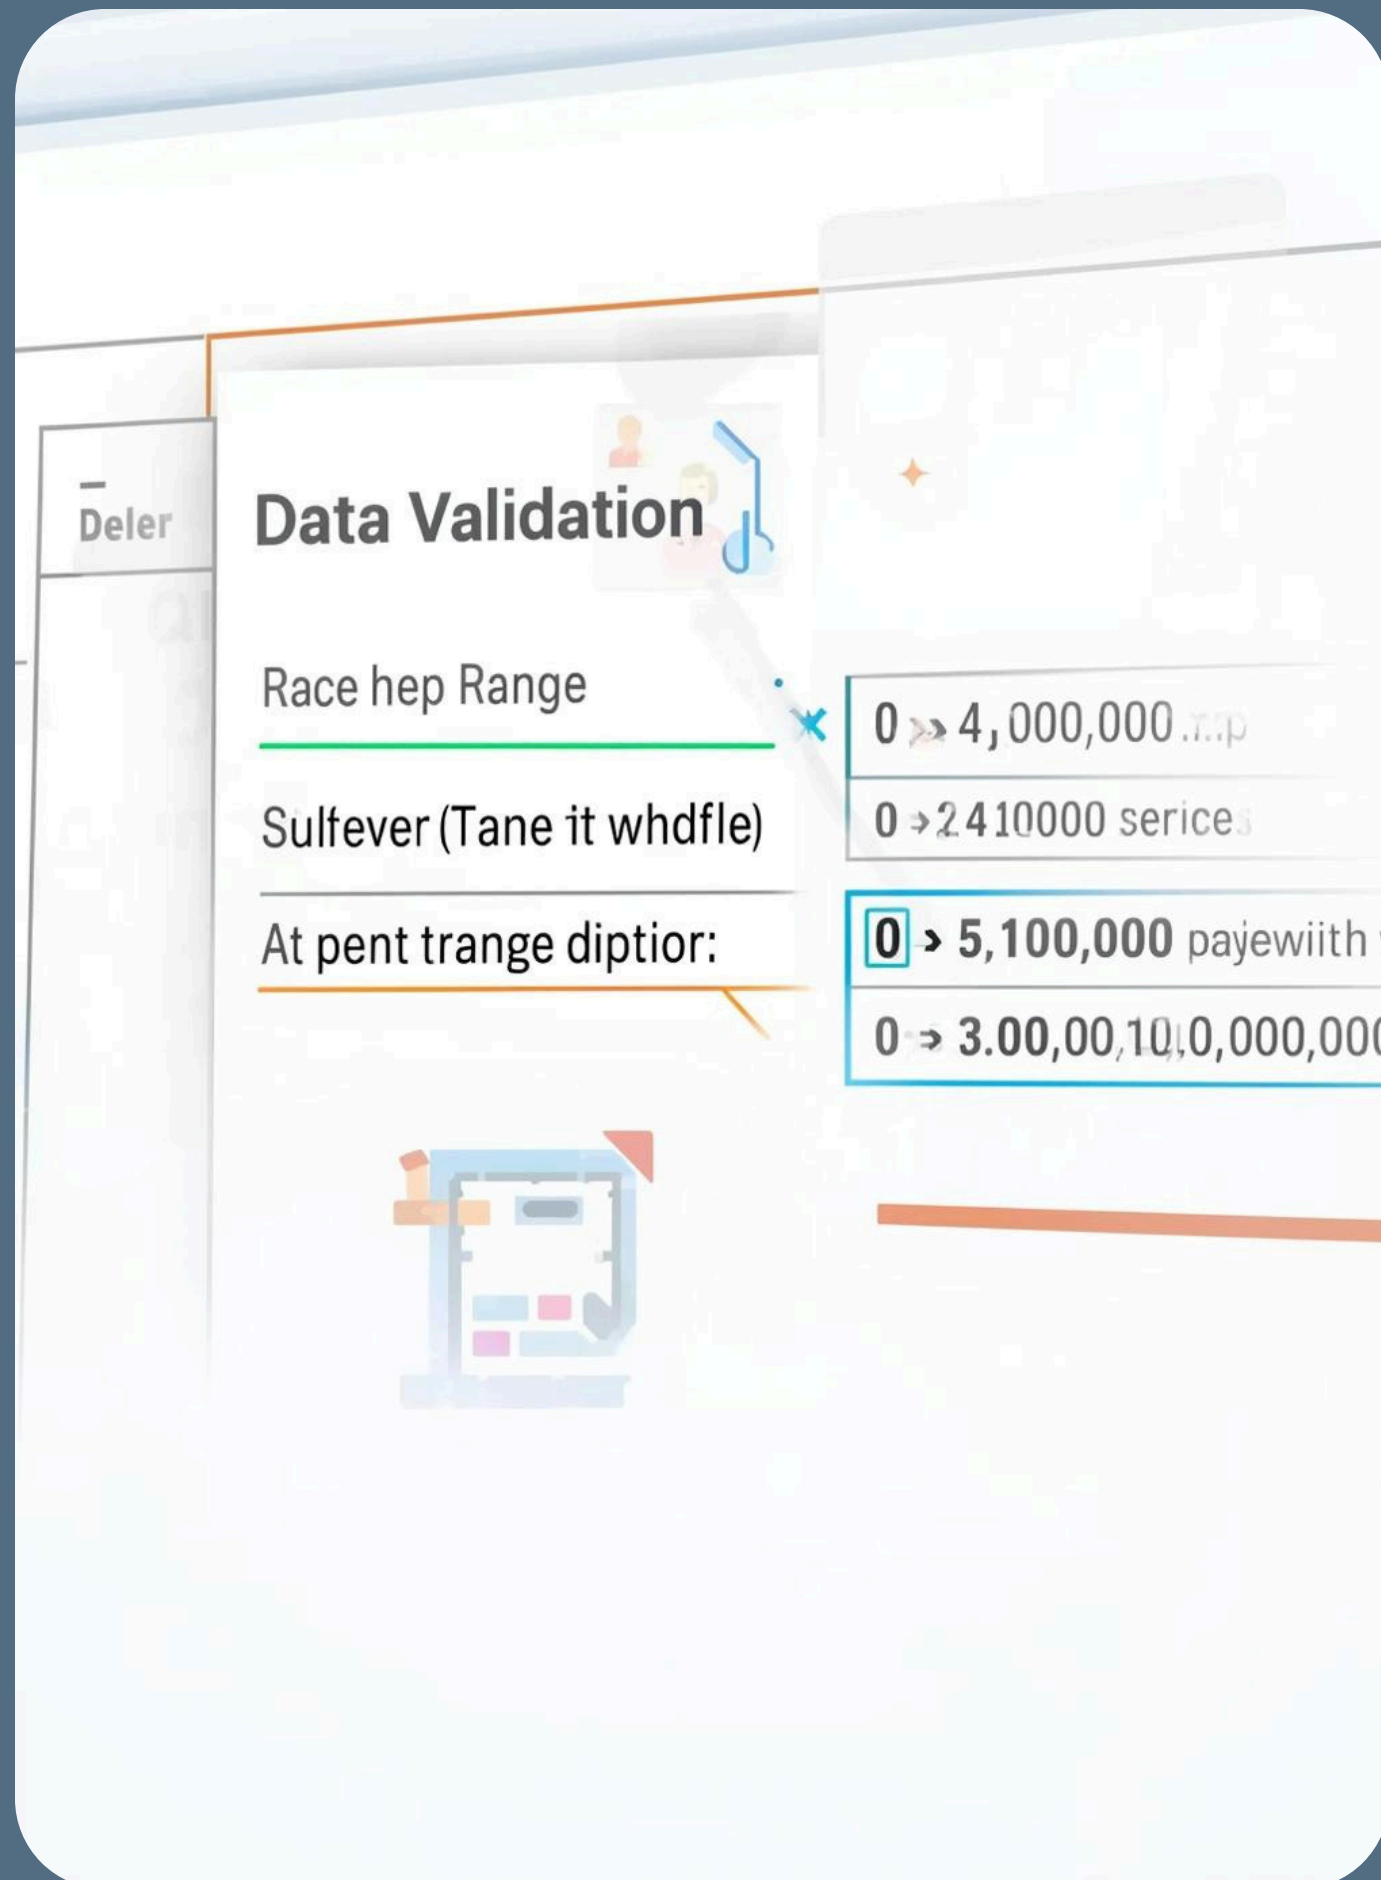 Deler
Data Validation
Race hep Range
Sulfever (Tane it whdfle)
At pent trange diptior:
0 » 4,000,000
0 → 2410000 serices
0 → 5,100,000 payewiith
0 → 3.00,00,10,0,000,000